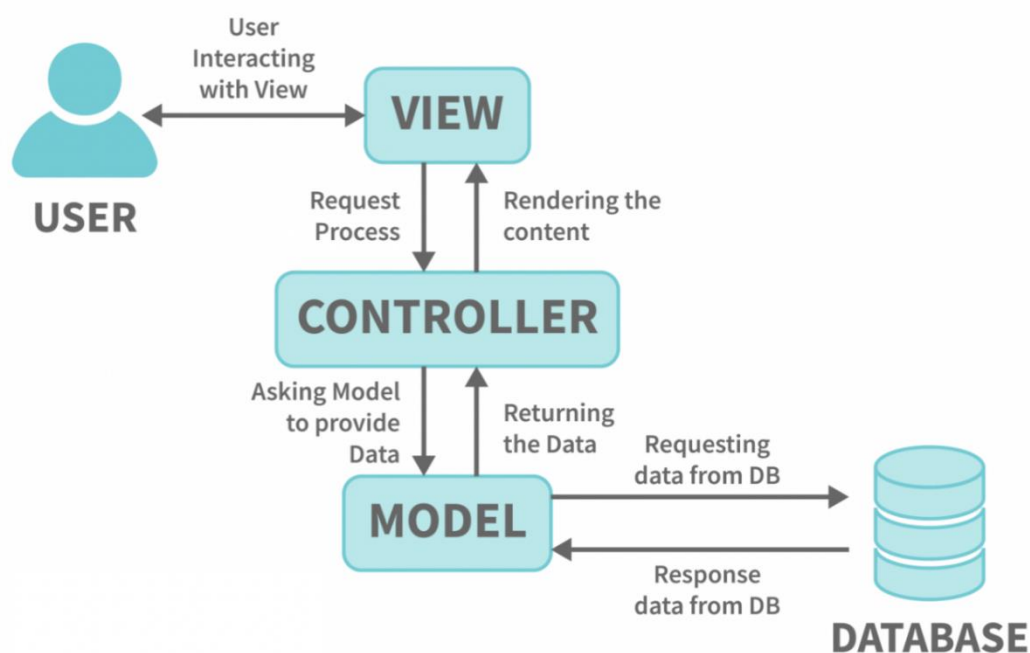 User
Interacting
with View
VIEW
USER
Request
Process
Rendering the
content
CONTROLLER
Asking Model
to provide
Data
Returning
the Data
Requesting
data from DB
MODEL
Response
data from DB
DATABASE